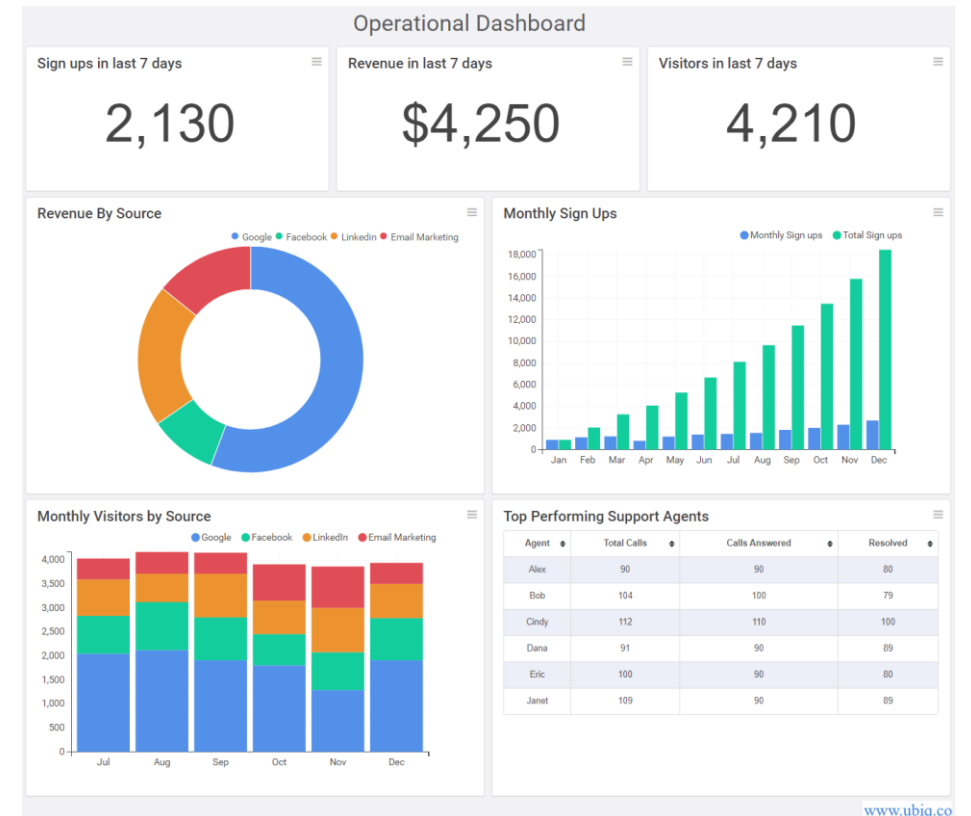 Operational Dashboard
Sign ups in last 7 days
2,130
Revenue in last 7 days
$4,250
Visitors in last 7 days
4,210
Revenue By Source
Google Facebook Linkedin Email Marketing
Monthly Sign Ups
Monthly Sign ups Total Sign ups
18,000
16,000
14,000
12,000
10,000
8,000
6,000
4,000
2,000
0
Jan Feb Mar Apr May Jun Jul Aug Sep Oct Nov Dec
Monthly Visitors by Source
Google Facebook LinkedIn Email Marketing
4,000
3,500
3,000
2,500
2,000
1,500
1,000
500
0
Jul Aug Sep Oct Nov Dec
Top Performing Support Agents
Agent Total Calls Calls Answered Resolved
Alex 90 90 80
Bob 104 100 79
Cindy 112 110 100
Dana 91 90 89
Eric 100 90 80
Janet 109 90 89
www.ubiq.co